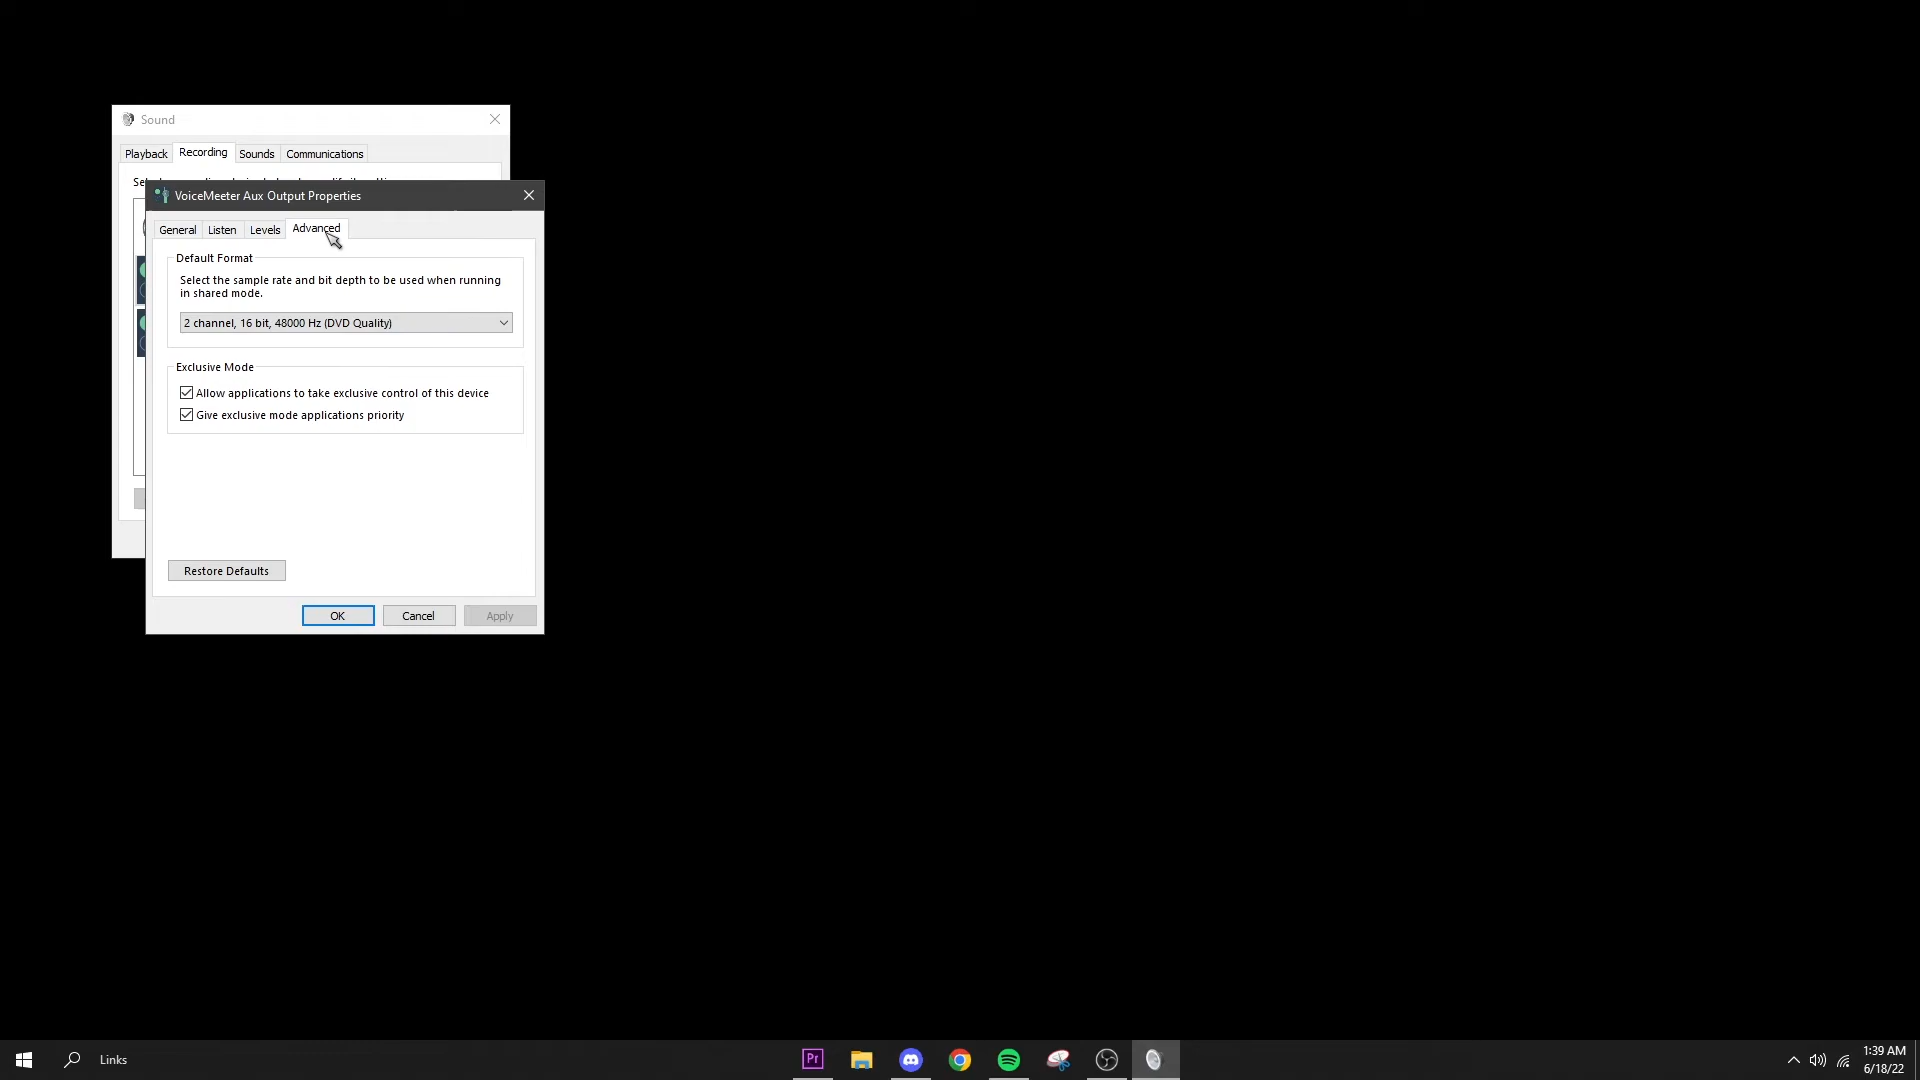 Sound
Playback
Recording
Sounds
Communications
VoiceMeeter Aux Output Properties
General
Listen
Levels
Advanced
Default Format
Select the sample rate and bit depth to be used when running
in shared mode.
2 channel, 16 bit, 48000 Hz (DVD Quality)
Exclusive Mode
Allow applications to take exclusive control of this device
Give exclusive mode applications priority
Restore Defaults
OK
Cancel
Apply
Links
Pr
1:39 AM
6/18/22